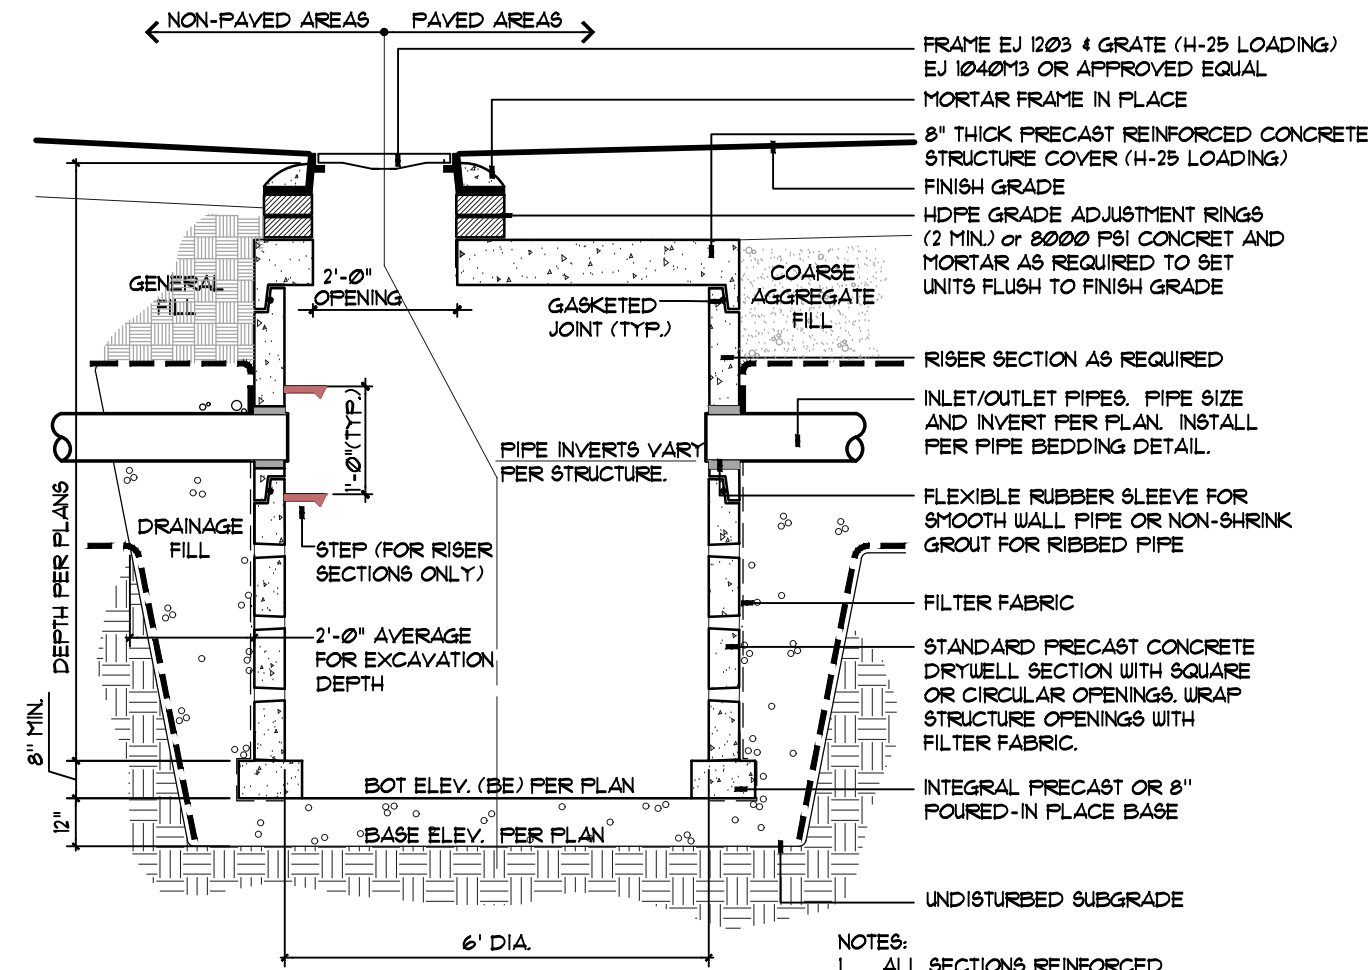 NON-PAVED AREAS
PAVED AREAS
FRAME EJ 12Ø3 & GRATE (H-25 LOADING)
EJ 1Ø4ØM3 OR APPROVED EQUAL
MORTAR FRAME IN PLACE
8" THICK PRECAST REINFORCED CONCRETE
STRUCTURE COVER (H-25 LOADING)
FINISH GRADE
HDPE GRADE ADJUSTMENT RINGS
(2 MIN.) or 8ØØØ PSI CONCRET AND
MORTAR AS REQUIRED TO SET
UNITS FLUSH TO FINISH GRADE
GENERAL
FILL
2'-Ø"
OPENING
GASKETED
JOINT (TYP.)
COARSE
AGGREGATE
FILL
RISER SECTION AS REQUIRED
INLET/OUTLET PIPES. PIPE SIZE
AND INVERT PER PLAN. INSTALL
PER PIPE BEDDING DETAIL.
1'-Ø"(TYP.)
PIPE INVERTS VARY
PER STRUCTURE.
FLEXIBLE RUBBER SLEEVE FOR
SMOOTH WALL PIPE OR NON-SHRINK
GROUT FOR RIBBED PIPE
DEPTH PER PLANS
DRAINAGE
FILL
STEP (FOR RISER
SECTIONS ONLY)
FILTER FABRIC
2'-Ø" AVERAGE
FOR EXCAVATION
DEPTH
STANDARD PRECAST CONCRETE
DRYWELL SECTION WITH SQUARE
OR CIRCULAR OPENINGS. WRAP
STRUCTURE OPENINGS WITH
FILTER FABRIC.
8" MIN.
BOT ELEV. (BE) PER PLAN
INTEGRAL PRECAST OR 8"
POURED-IN PLACE BASE
12"
BASE ELEV. PER PLAN
UNDISTURBED SUBGRADE
6' DIA.
NOTES:
1. ALL SECTIONS REINFORCED